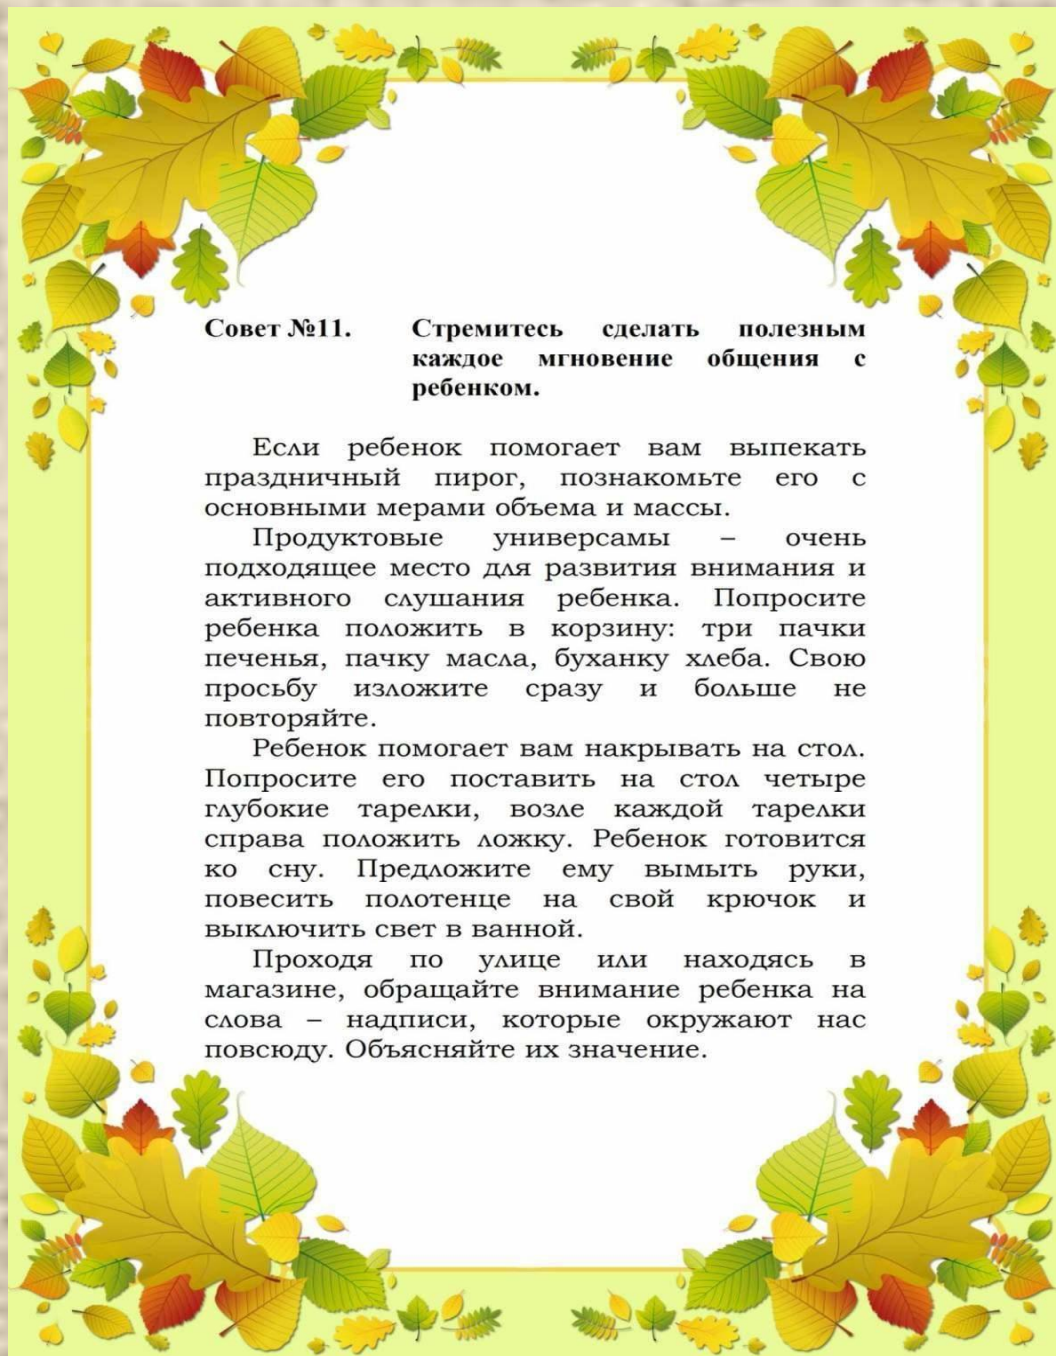 Совет №11. Стремитесь сделать полезным
каждое мгновение общения с
ребенком.
Если ребенок помогает вам выпекать
праздничный пирог, познакомьте его с
основными мерами объема и массы.
Продуктовые универсамы – очень
подходящее место для развития внимания и
активного слушания ребенка. Попросите
ребенка положить в корзину: три пачки
печенья, пачку масла, буханку хлеба. Свою
просьбу изложите сразу и больше не
повторяйте.
Ребенок помогает вам накрывать на стол.
Попросите его поставить на стол четыре
глубокие тарелки, возле каждой тарелки
справа положить ложку. Ребенок готовится
ко сну. Предложите ему вымыть руки,
повесить полотенце на свой крючок и
выключить свет в ванной.
Проходя по улице или находясь в
магазине, обращайте внимание ребенка на
слова – надписи, которые окружают нас
повсюду. Объясняйте их значение.